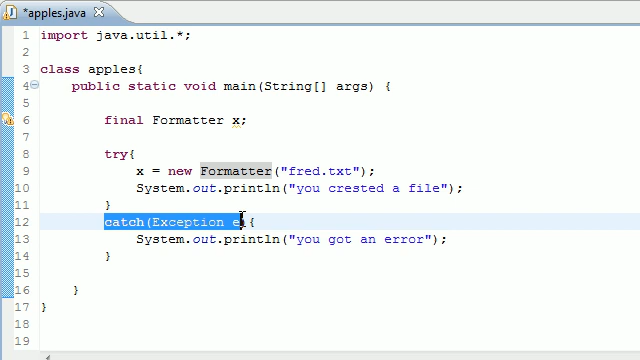 *apples.java
1 import java.util.*;
2
3 class apples{
4 public static void main(String[] args) {
5
6 final Formatter x;
7
8 try{
9 x = new Formatter("fred.txt");
10 System.out.println("you crested a file");
11 }
12 catch(Exception e){
13 System.out.println("you got an error");
14 }
15
16 }
17 }
18
19